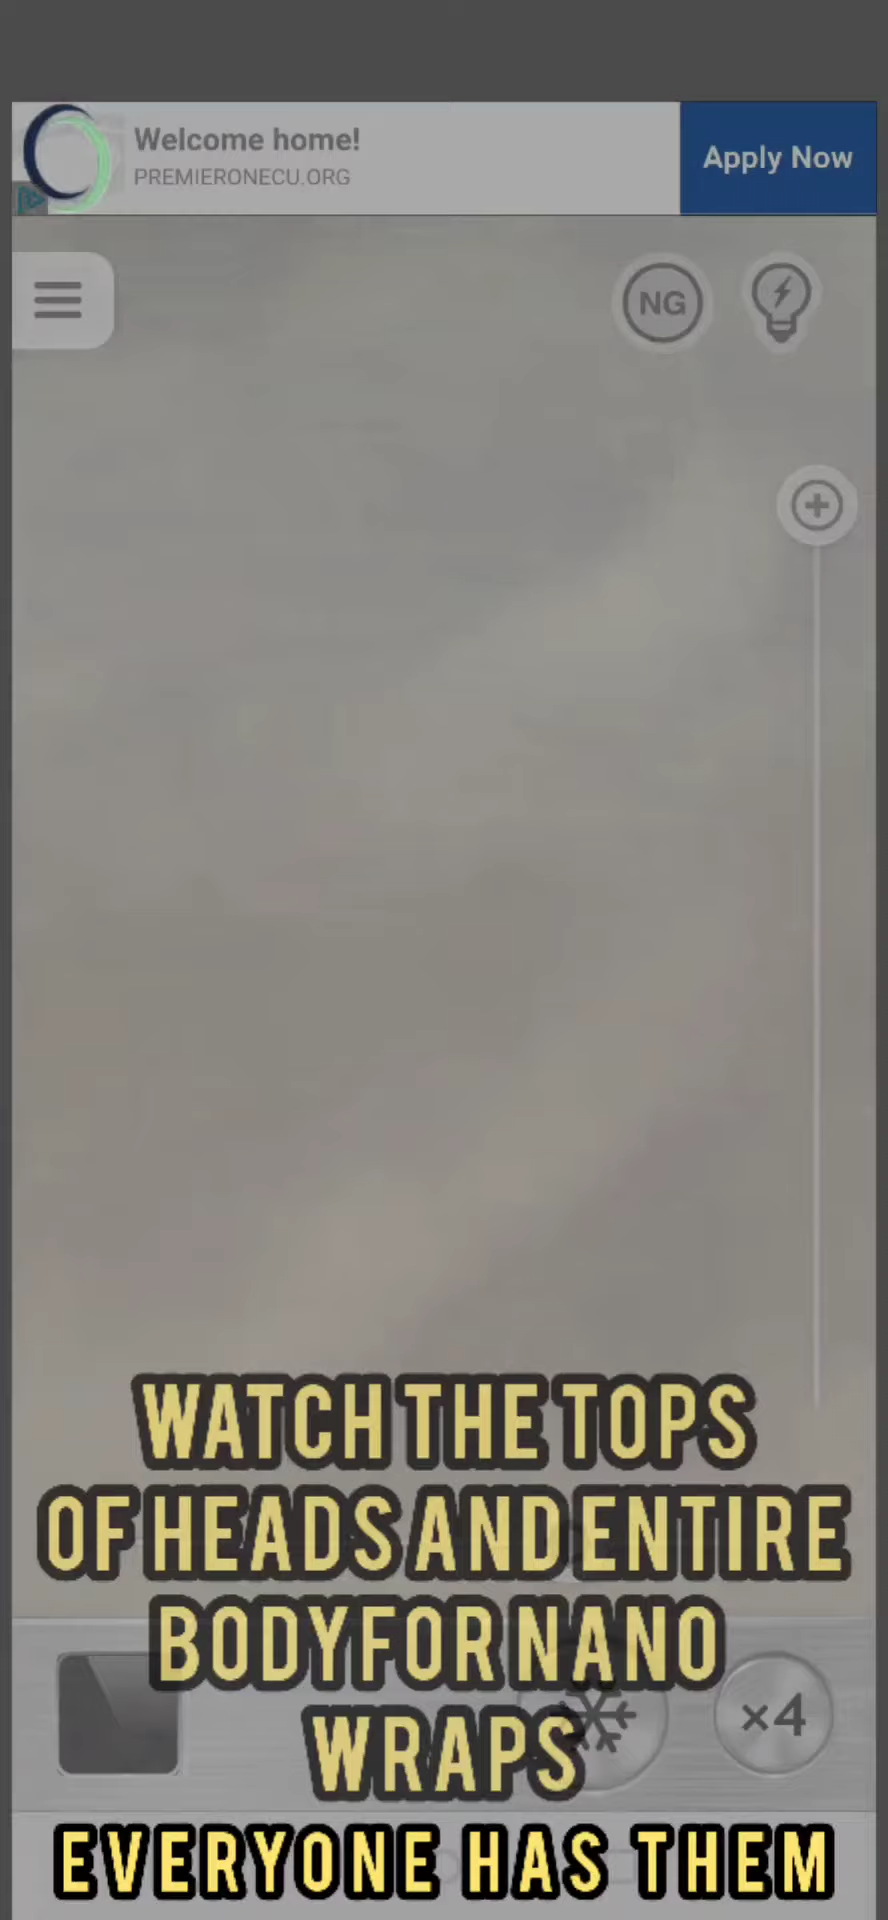 Welcome home!
PREMIERONECU.ORG
Apply Now
NG
WATCH THE TOPS
OF HEADS AND ENTIRE
BODY FOR NANO
WRAPS
×4
EVERYONE HAS THEM